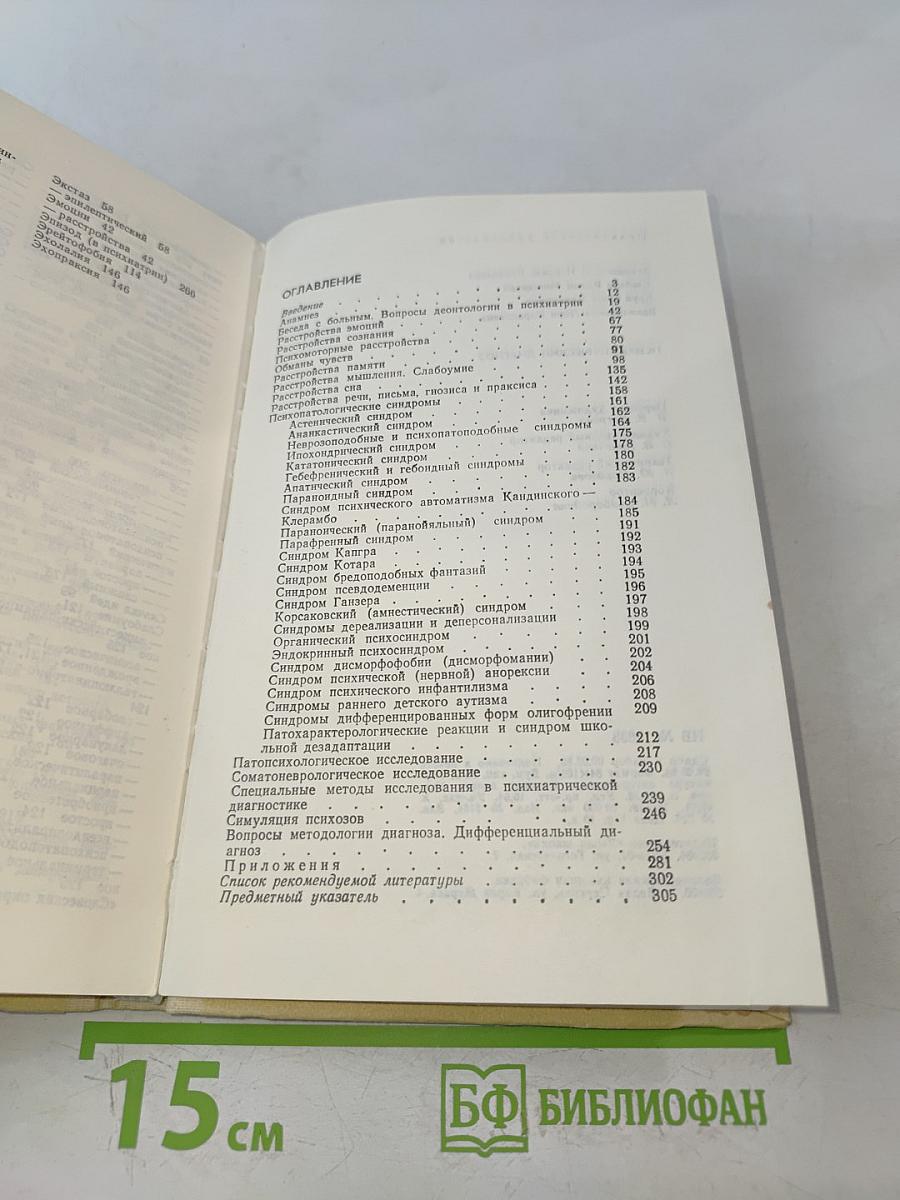 Экстаз 58
— эпилептический 58
Эмоции 42
— расстройства 42
Эпизод (в психиатрии) 266
Эрейтофобия 114
Эхолалия 146
Эхопраксия 146
ОГЛАВЛЕНИЕ
Введение . . . . . . . . . . . 3
Анамнез . . . . . . . . . . . 12
Беседа с больным. Вопросы деонтологии в психиатрии 19
Расстройства эмоций . . . . . . . . 42
Расстройства сознания . . . . . . . . 67
Психомоторные расстройства . . . . . . 77
Обманы чувств . . . . . . . . . 80
Расстройства памяти . . . . . . . . 91
Расстройства мышления. Слабоумие . . . . . 98
Расстройства сна . . . . . . . . . 135
Расстройства речи, письма, гнозиса и праксиса . . . 142
Психопатологические синдромы . . . . . . 158
Астенический синдром . . . . . . . 161
Ананкастический синдром . . . . . . 162
Неврозоподобные и психопатоподобные синдромы 164
Ипохондрический синдром . . . . . . 175
Кататонический синдром . . . . . . 178
Гебефренический и гебоидный синдромы . . . 180
Апатический синдром . . . . . . . 182
Параноидный синдром . . . . . . . 183
Синдром психического автоматизма Кандинского —
Клерамбо . . . . . . . . . 184
Параноический (паранойяльный) синдром . . 185
Парафренный синдром . . . . . . . 191
Синдром Капгра . . . . . . . . 192
Синдром Котара . . . . . . . . 193
Синдром бредоподобных фантазий . . . . 194
Синдром псевдодеменции . . . . . . 195
Синдром Ганзера . . . . . . . . 196
Корсаковский (амнестический) синдром . . . 197
Синдромы дереализации и деперсонализации . . 198
Органический психосиндром . . . . . 199
Эндокринный психосиндром . . . . . 201
Синдром дисморфофобии (дисморфомании) . . 202
Синдром психической (нервной) анорексии . . 204
Синдром психического инфантилизма . . . . 206
Синдромы раннего детского аутизма . . . . 208
Синдромы дифференцированных форм олигофрении 209
Патохарактерологические реакции и синдром шко-
льной дезадаптации . . . . . . . 212
Патопсихологическое исследование . . . . . 217
Соматоневрологическое исследование . . . . 230
Специальные методы исследования в психиатрической
диагностике . . . . . . . . . . 239
Симуляция психозов . . . . . . . . 246
Вопросы методологии диагноза. Дифференциальный ди-
агноз . . . . . . . . . . . . 254
Приложения . . . . . . . . . . 281
Список рекомендуемой литературы . . . . . 302
Предметный указатель . . . . . . . . 305
15 см
БФ БИБЛИОФАН